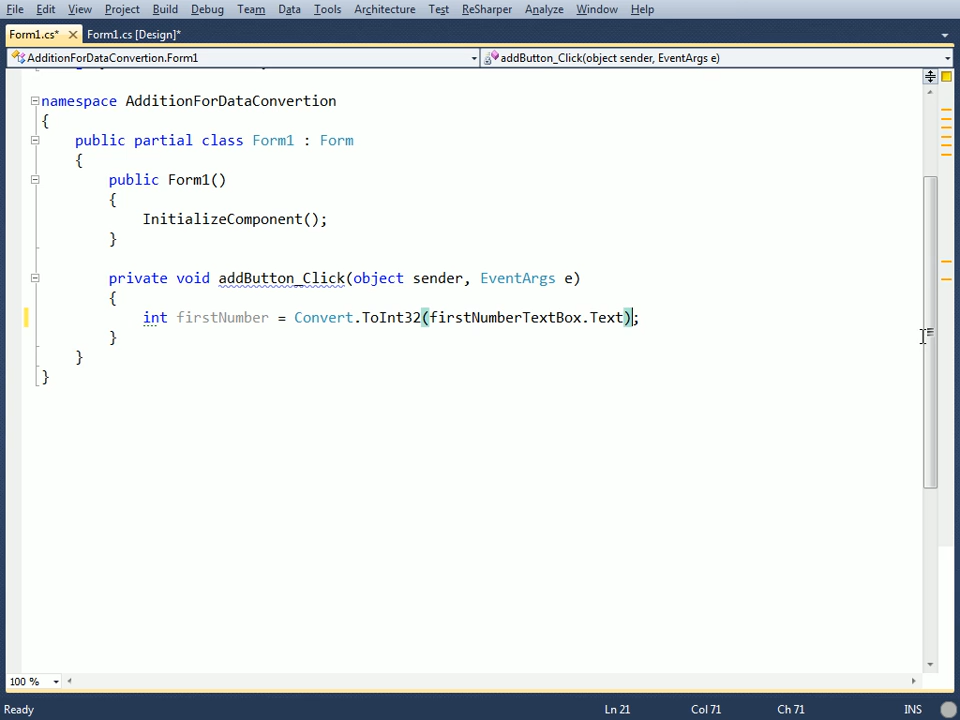 File Edit View Project Build Debug Team Data Tools Architecture Test ReSharper Analyze Window Help
Form1.cs* Form1.cs [Design]*
AdditionForDataConvertion.Form1 addButton_Click(object sender, EventArgs e)
namespace AdditionForDataConvertion
{
public partial class Form1 : Form
{
public Form1()
{
InitializeComponent();
}
private void addButton_Click(object sender, EventArgs e)
{
int firstNumber = Convert.ToInt32(firstNumberTextBox.Text);
}
}
}
100 %
Ready Ln 21 Col 71 Ch 71 INS